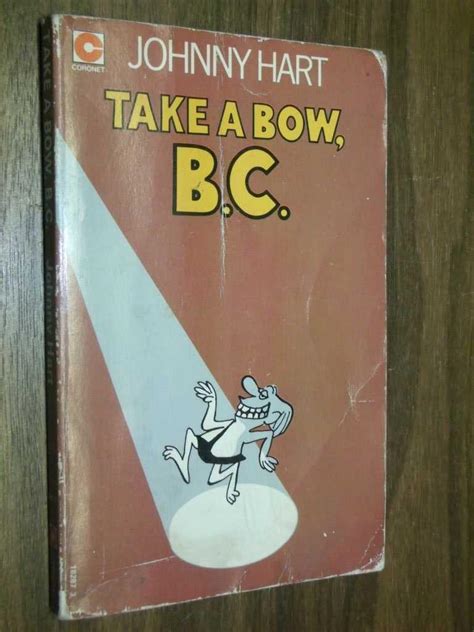 CORONET
JOHNNY HART
TAKE A BOW,
B.C.
TAKE A BOW, B.C.
Johnny Hart